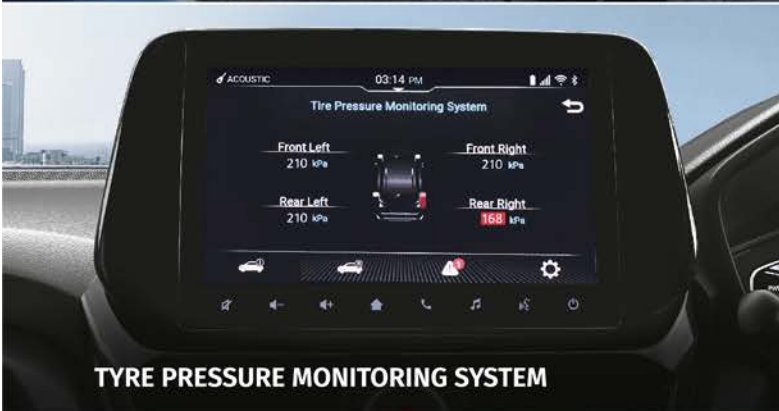 ACOUSTIC
03:14 PM
Tire Pressure Monitoring System
Front Left
210 kPa
Front Right
210 kPa
Rear Left
210 kPa
Rear Right
168 kPa
1
TYRE PRESSURE MONITORING SYSTEM